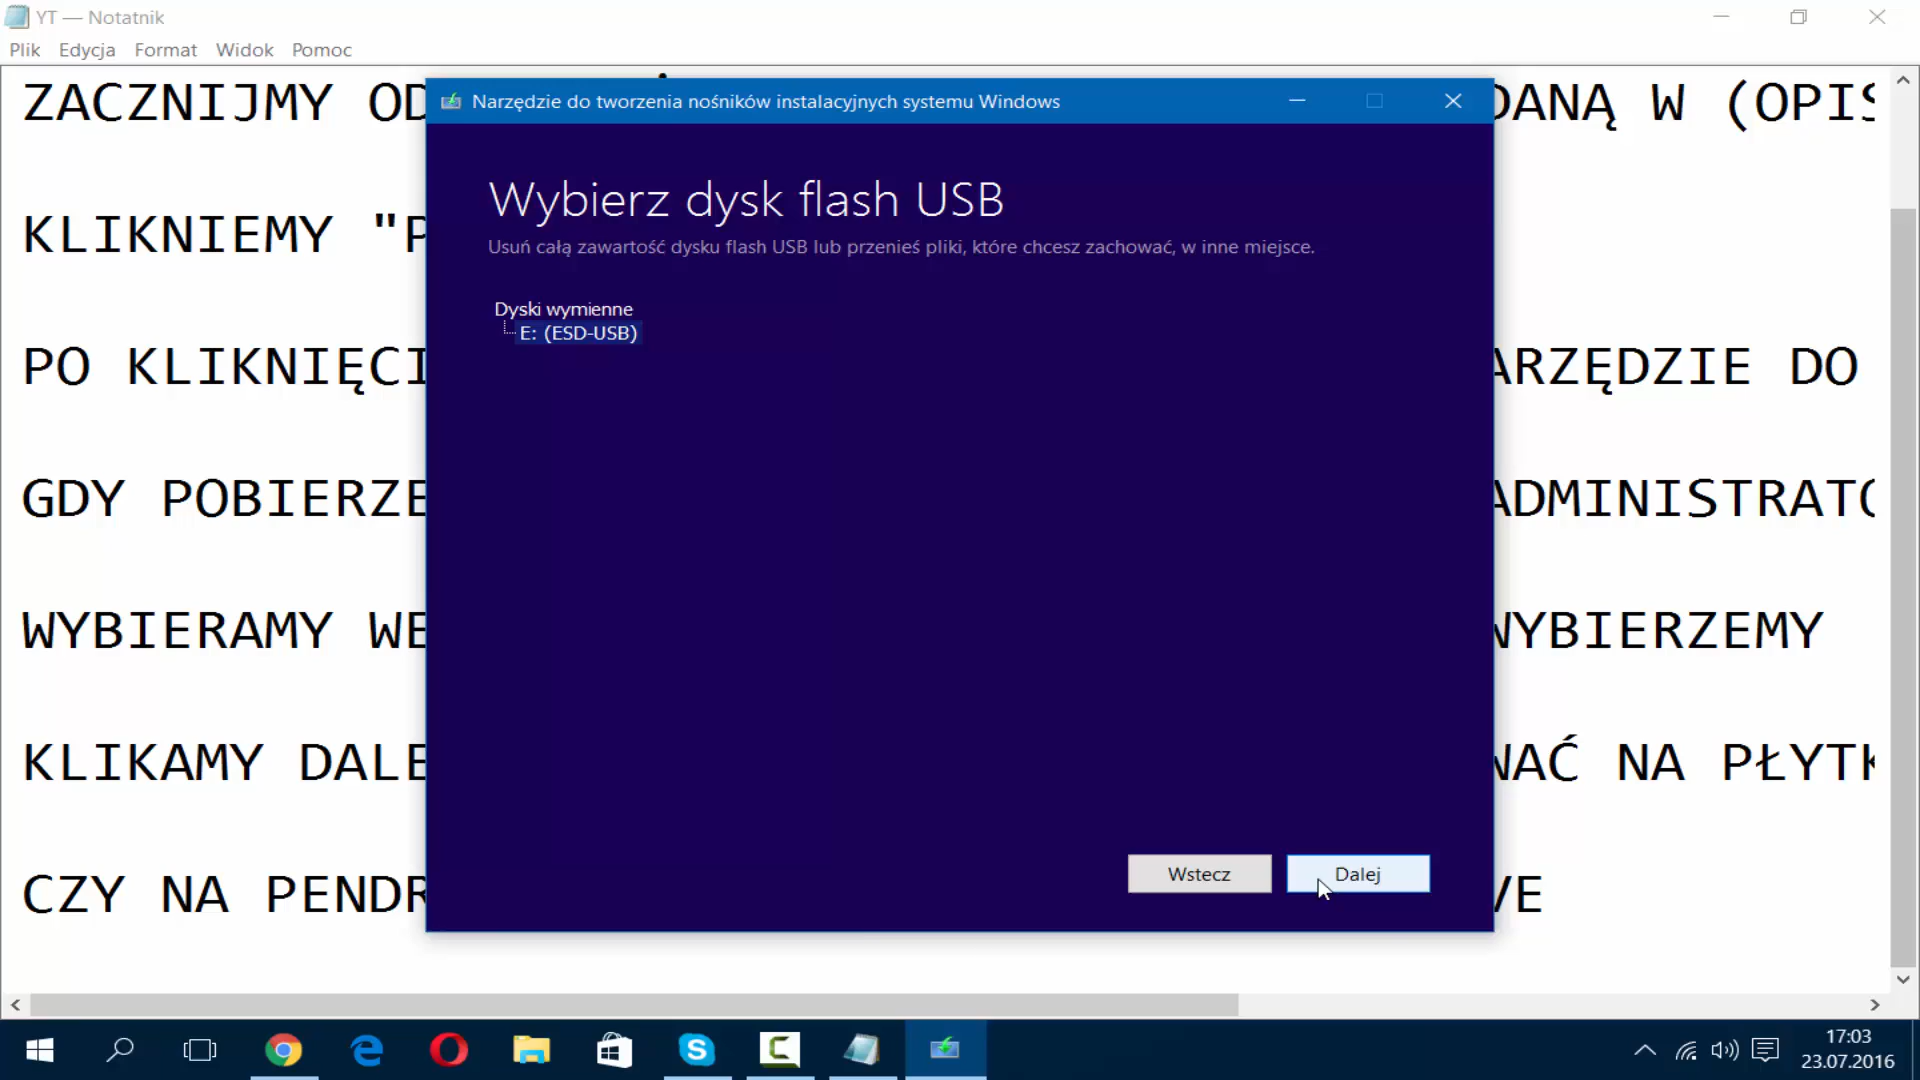 YT — Notatnik
Plik Edycja Format Widok Pomoc
Narzędzie do tworzenia nośników instalacyjnych systemu Windows
Wybierz dysk flash USB
Usuń całą zawartość dysku flash USB lub przenieś pliki, które chcesz zachować, w inne miejsce.
Dyski wymienne
E: (ESD-USB)
Wstecz Dalej
ZACZNIJMY OD DANĄ W (OPIS
KLIKNIEMY "P
PO KLIKNIĘCI ARZĘDZIE DO
GDY POBIERZE ADMINISTRATO
WYBIERAMY WE WYBIERZEMY
KLIKAMY DALE WAĆ NA PŁYTK
CZY NA PENDR VE
17:03
23.07.2016